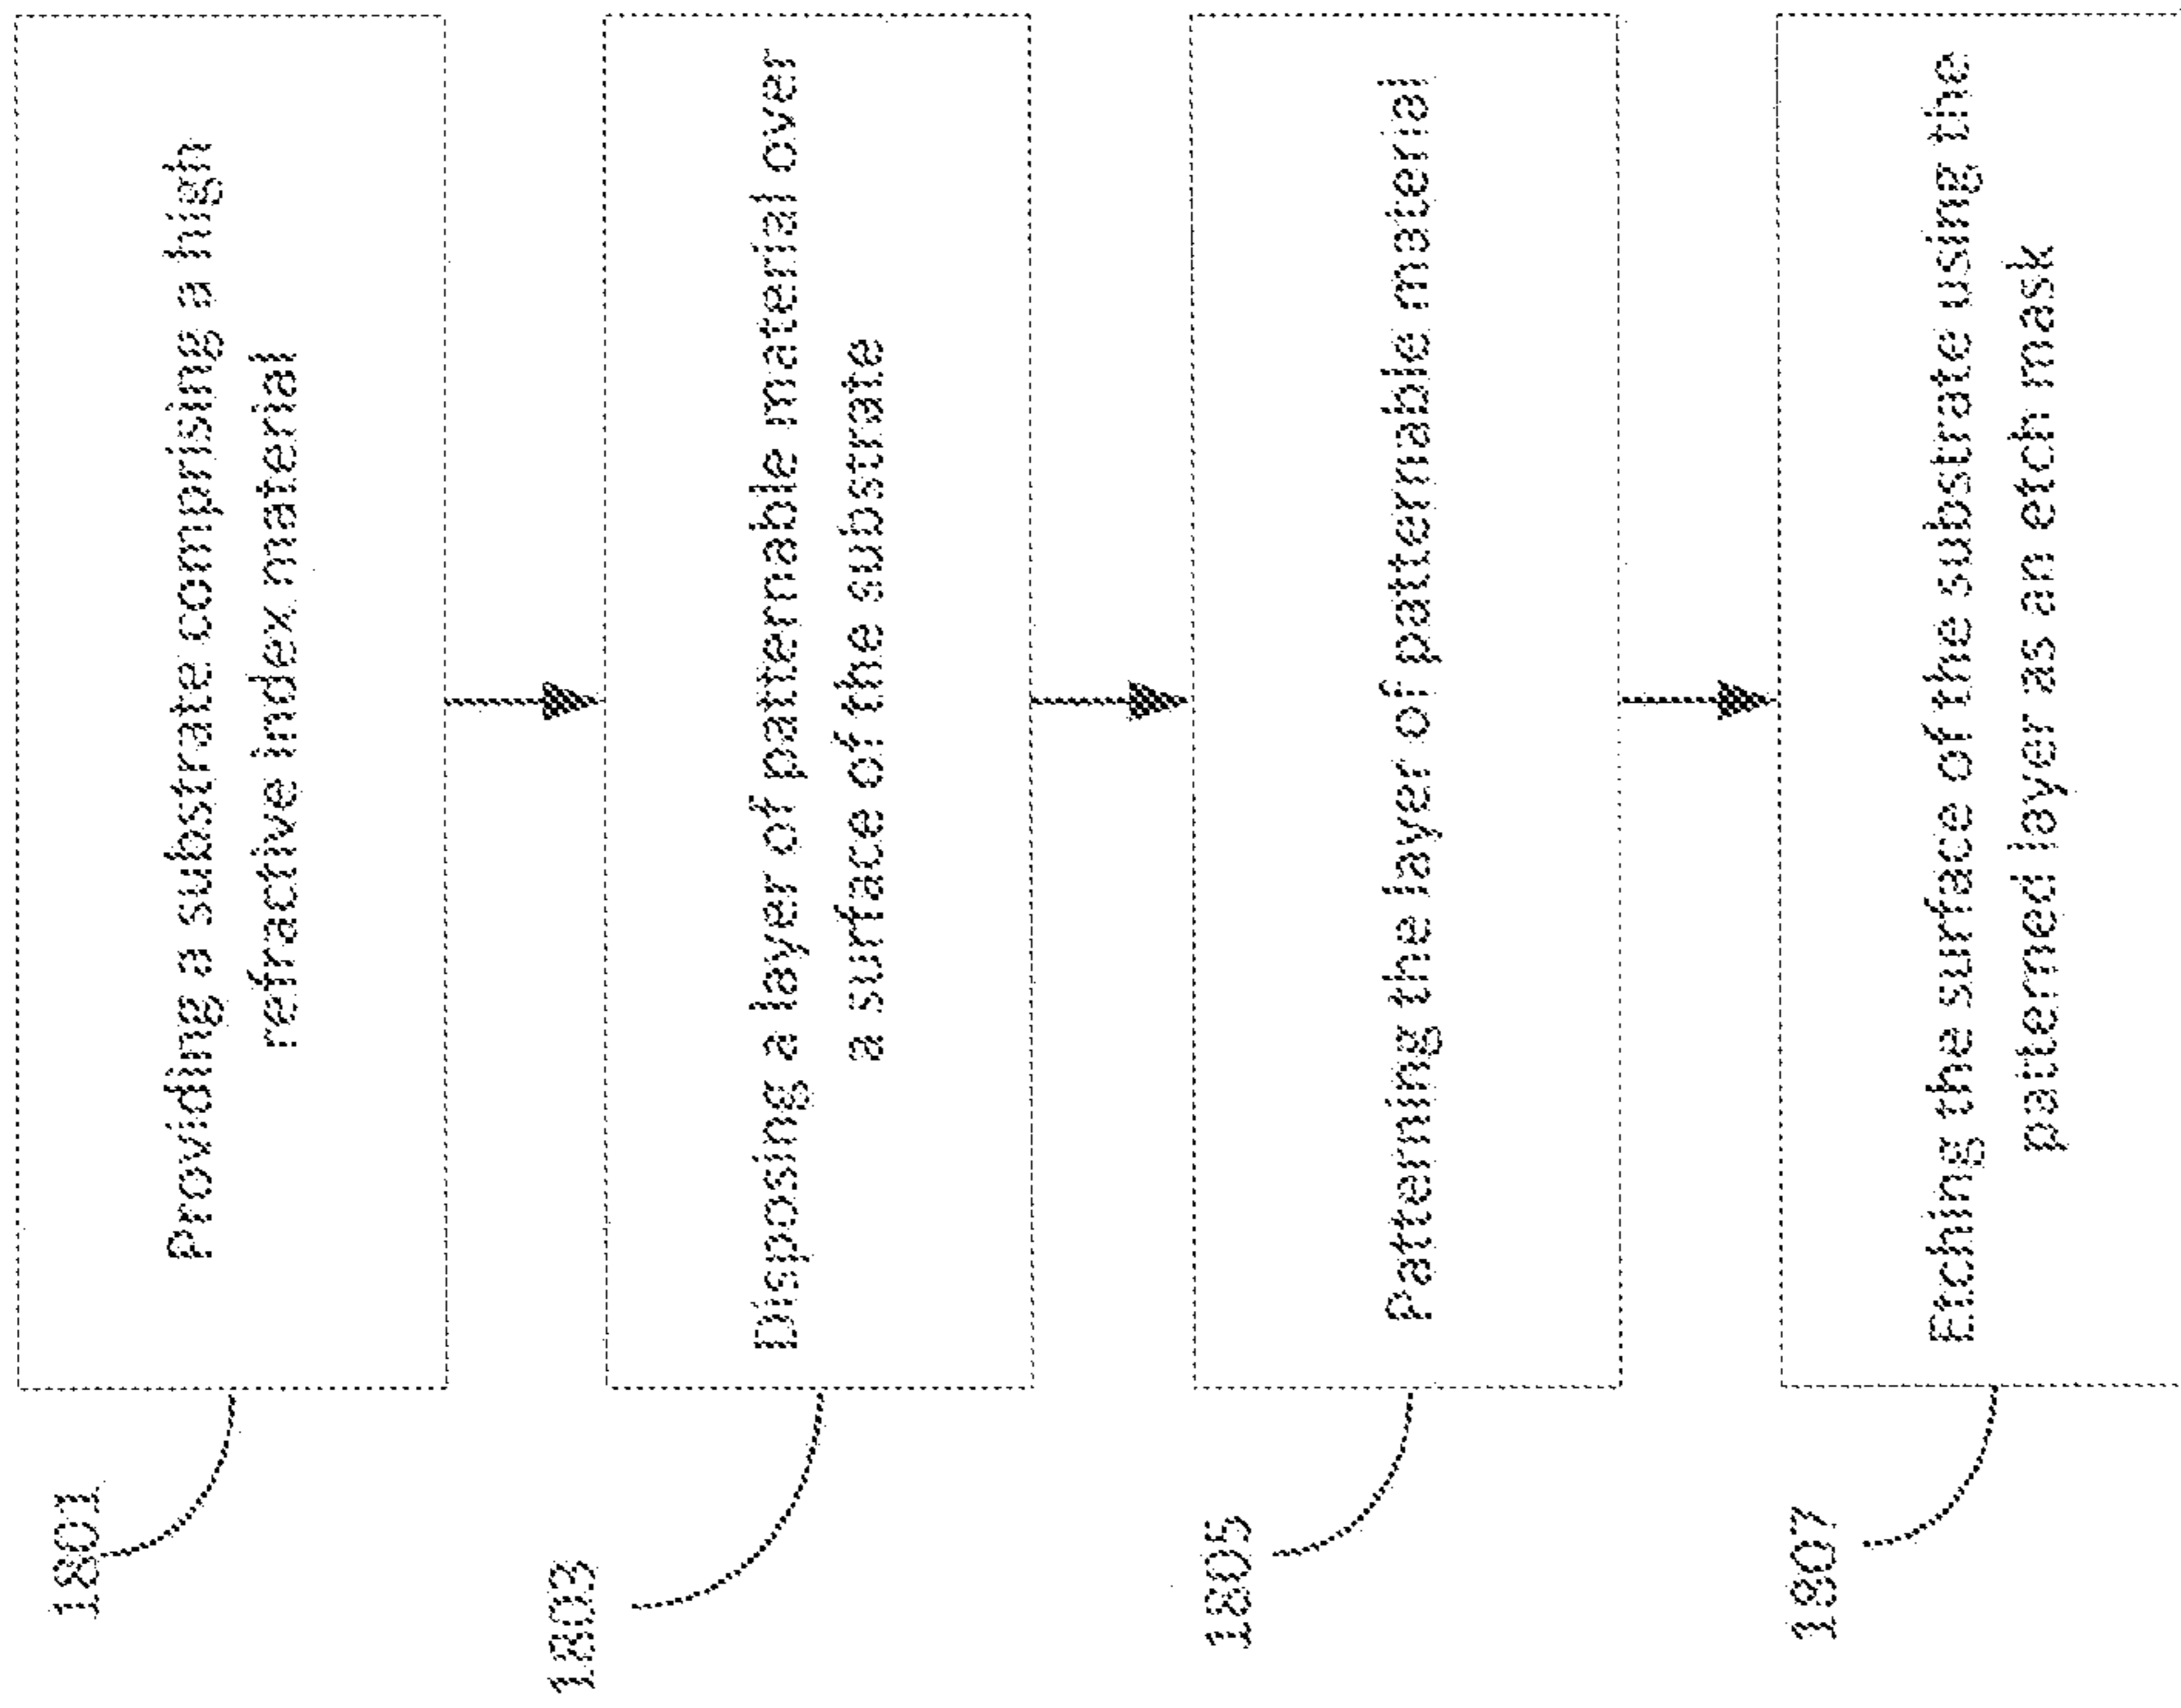 1801
Providing a substrate comprising a high
refractive index material
1803
Disposing a layer of patternable material over
a surface of the substrate
1805
Patterning the layer of patternable material
1807
Etching the surface of the substrate using the
patterned layer as an etch mask